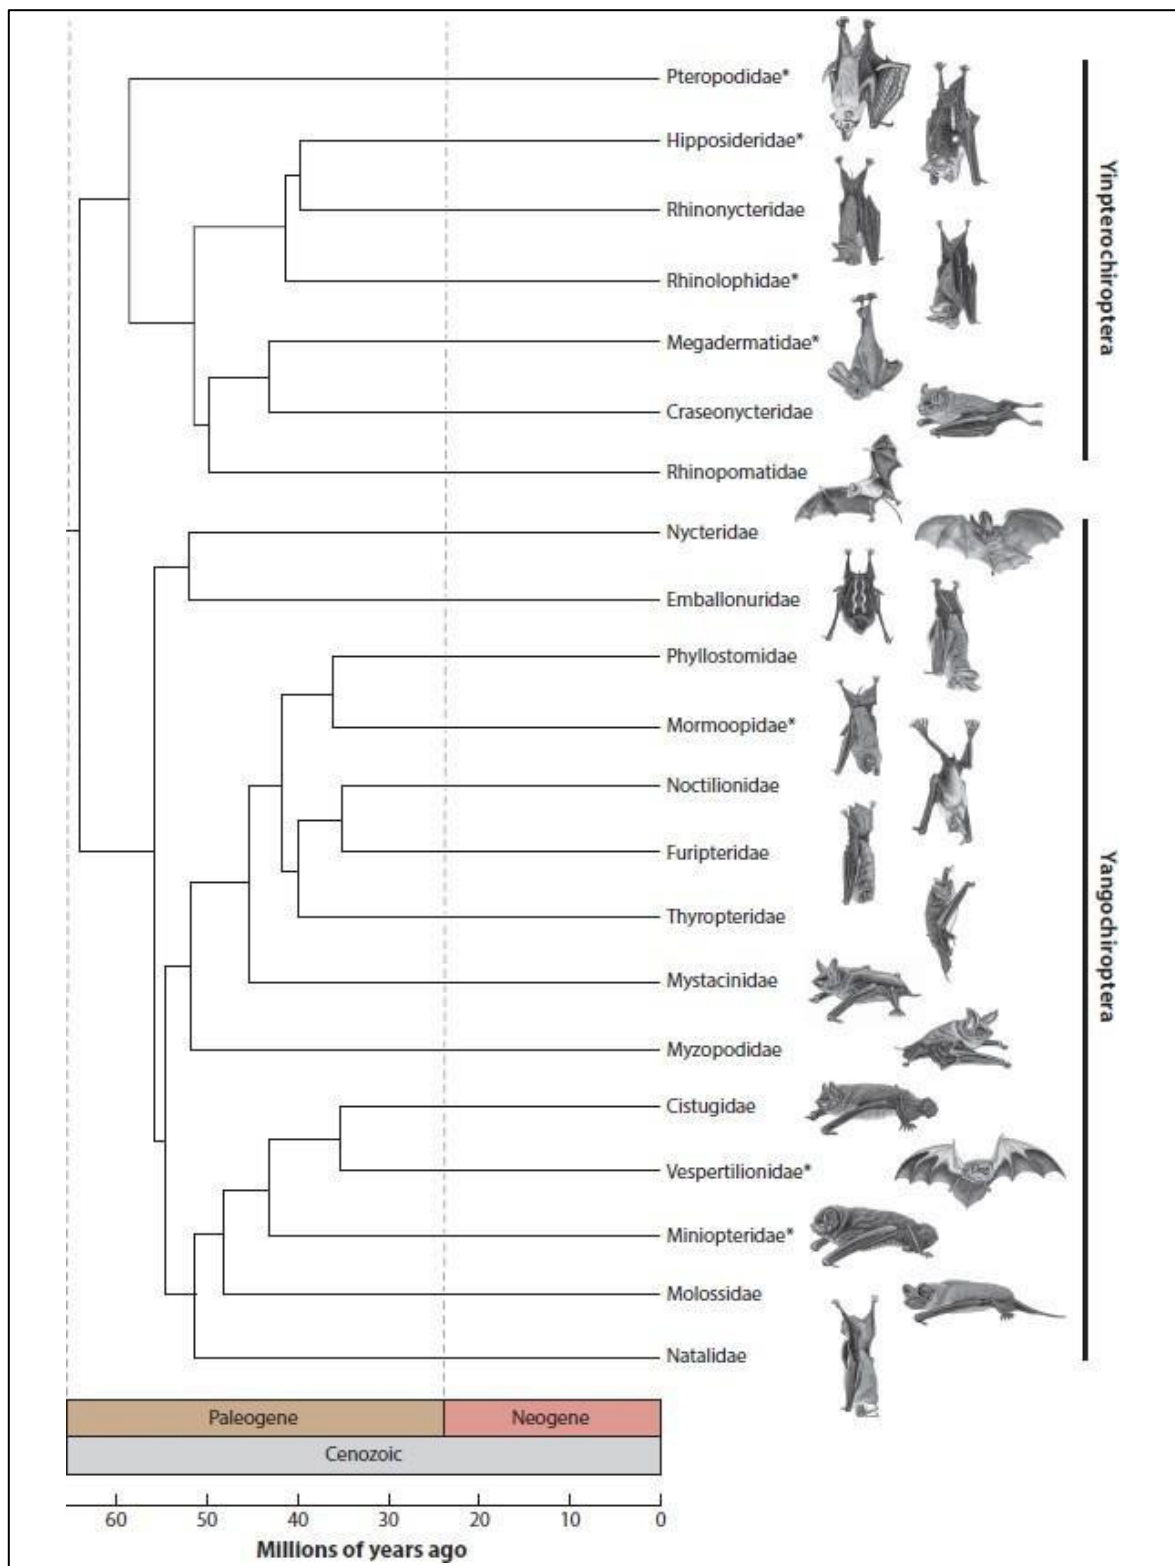 Pteropodidae*
Hipposideridae*
Rhinonycteridae
Rhinolophidae*
Megadermatidae*
Craseonycteridae
Rhinopomatidae
Yinpterochiroptera
Nycteridae
Emballonuridae
Phyllostomidae
Mormoopidae*
Noctilionidae
Furipteridae
Thyropteridae
Mystacinidae
Myzopodidae
Cistugidae
Vespertilionidae*
Miniopteridae*
Molossidae
Natalidae
Yangochiroptera
Paleogene
Neogene
Cenozoic
60 50 40 30 20 10 0
Millions of years ago